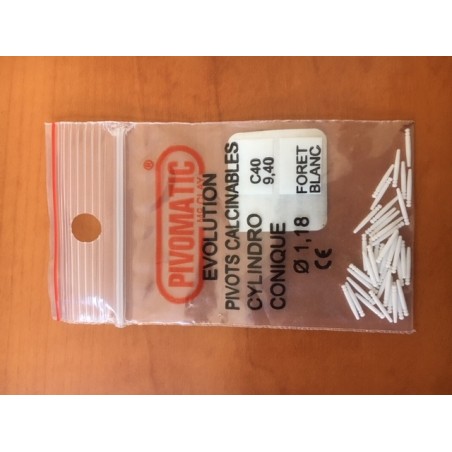 PIVOMATIC®
EVOLUTION
PIVOTS CALCINABLES
CYLINDRO
CONIQUE
Ø 1,18
CE
C40
9,40
FORET
BLANC